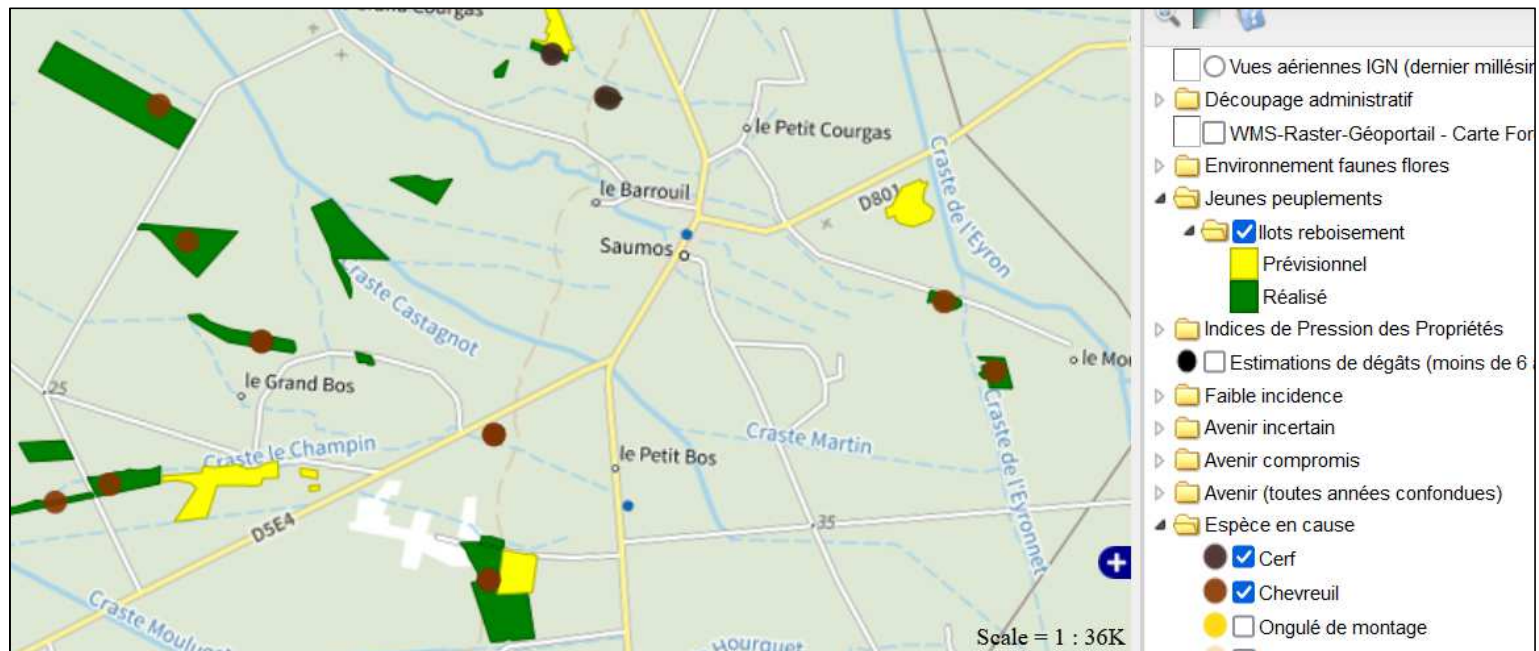 Grand Courgas
le Petit Courgas
le Barrouil
D801
Craste de l'Eyron
Saumos
Craste Castagnot
le Grand Bos
25
le Mo
Craste Martin
Craste le Champin
le Petit Bos
Craste de l'Eyronnet
D5E4
35
Craste Moulugat
Hourquet
Scale = 1 : 36K
Vues aériennes IGN (dernier millésim
Découpage administratif
WMS-Raster-Géoportail - Carte For
Environnement faunes flores
Jeunes peuplements
Ilots reboisement
Prévisionnel
Réalisé
Indices de Pression des Propriétés
Estimations de dégâts (moins de 6 a
Faible incidence
Avenir incertain
Avenir compromis
Avenir (toutes années confondues)
Espèce en cause
Cerf
Chevreuil
Ongulé de montage